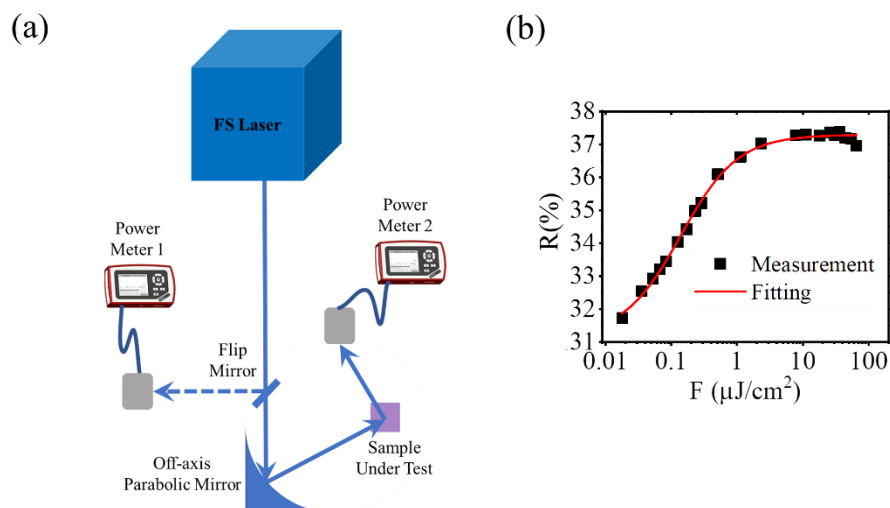 (a)
FS Laser
Power
Meter 1
Power
Meter 2
Flip
Mirror
Sample
Under Test
Off-axis
Parabolic Mirror
(b)
R(%)
38
37
36
35
34
33
32
31
Measurement
Fitting
0.01 0.1 1 10 100
F (μJ/cm²)